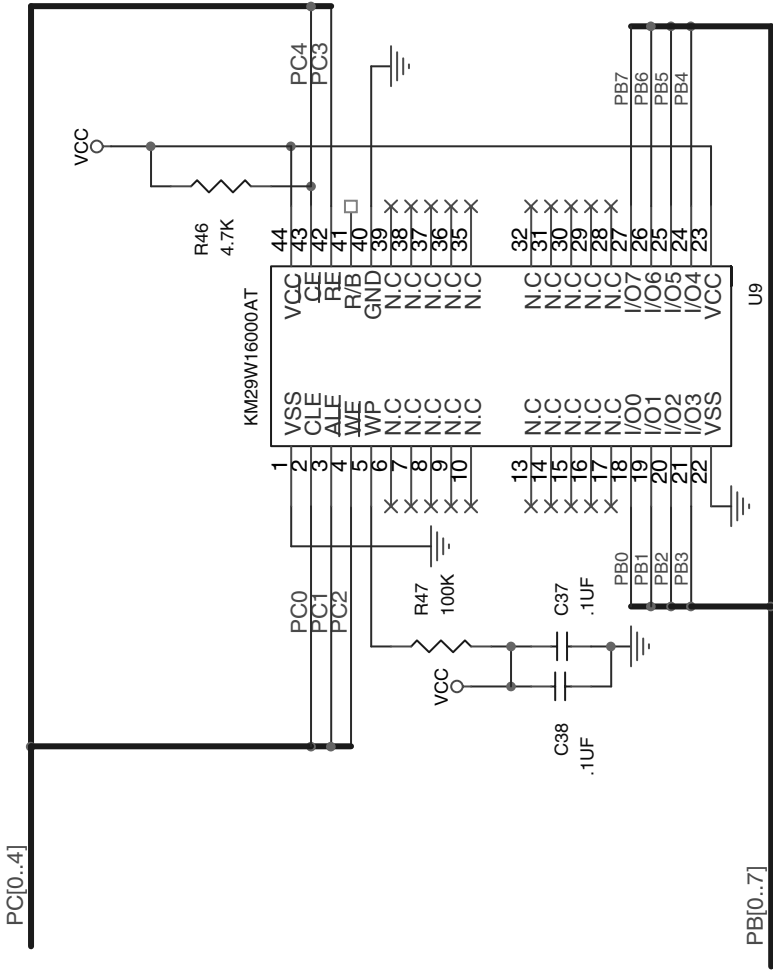 PC[0..4]
PB[0..7]
VCC
R46
4.7K
PC4
PC3
PC0
PC1
PC2
KM29W16000AT
U9
1 VSS
2 CLE
3 ALE
4 WE
5 WP
6 N.C
7 N.C
8 N.C
9 N.C
10 N.C
13 N.C
14 N.C
15 N.C
16 N.C
17 N.C
18 I/O0
19 I/O1
20 I/O2
21 I/O3
22 VSS
44 VCC
43 CE
42 RE
41 R/B
40 GND
39 N.C
38 N.C
37 N.C
36 N.C
35 N.C
32 N.C
31 N.C
30 N.C
29 N.C
28 N.C
27 I/O7
26 I/O6
25 I/O5
24 I/O4
23 VCC
PB7
PB6
PB5
PB4
PB0
PB1
PB2
PB3
R47
100K
VCC
C37
.1UF
C38
.1UF